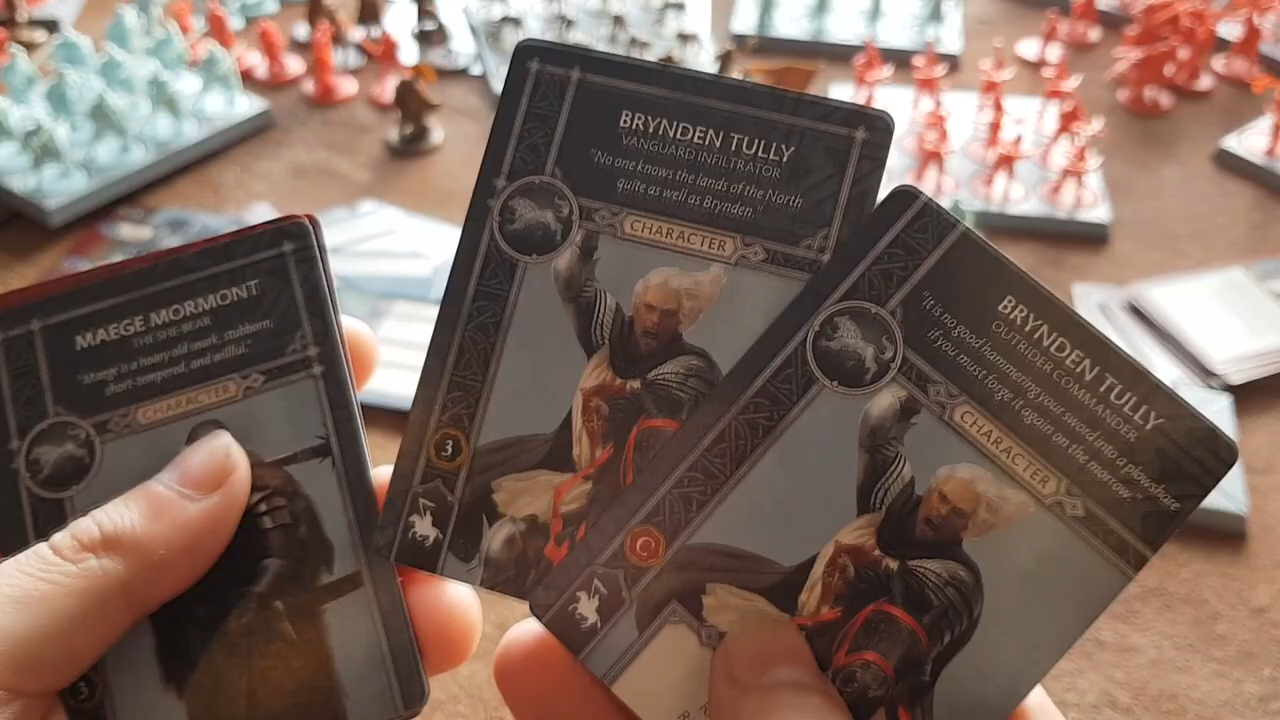 MAEGE MORMONT
THE SHE-BEAR
"Maege is a hoary old snark, stubborn,
short-tempered, and willful."
CHARACTER
3
BRYNDEN TULLY
VANGUARD INFILTRATOR
"No one knows the lands of the North
quite as well as Brynden."
CHARACTER
3
BRYNDEN TULLY
OUTRIDER COMMANDER
"It is no good hammering your sword into a plowshare
if you must forge it again on the morrow."
CHARACTER
C